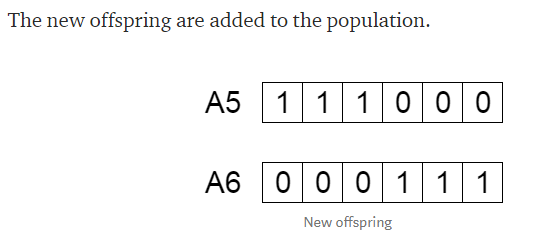 The new offspring are added to the population.
A5 1 1 1 0 0 0
A6 0 0 0 1 1 1
New offspring